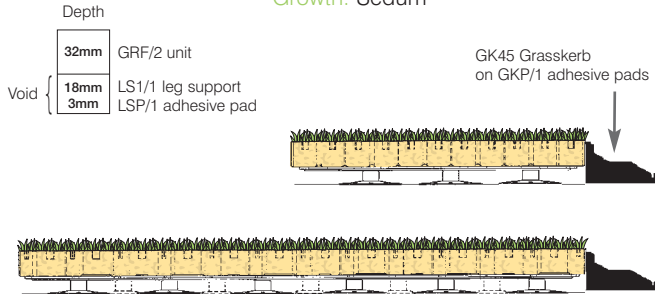 Growth: Sedum
Depth
32mm GRF/2 unit
Void 18mm LS1/1 leg support
3mm LSP/1 adhesive pad
GK45 Grasskerb
on GKP/1 adhesive pads